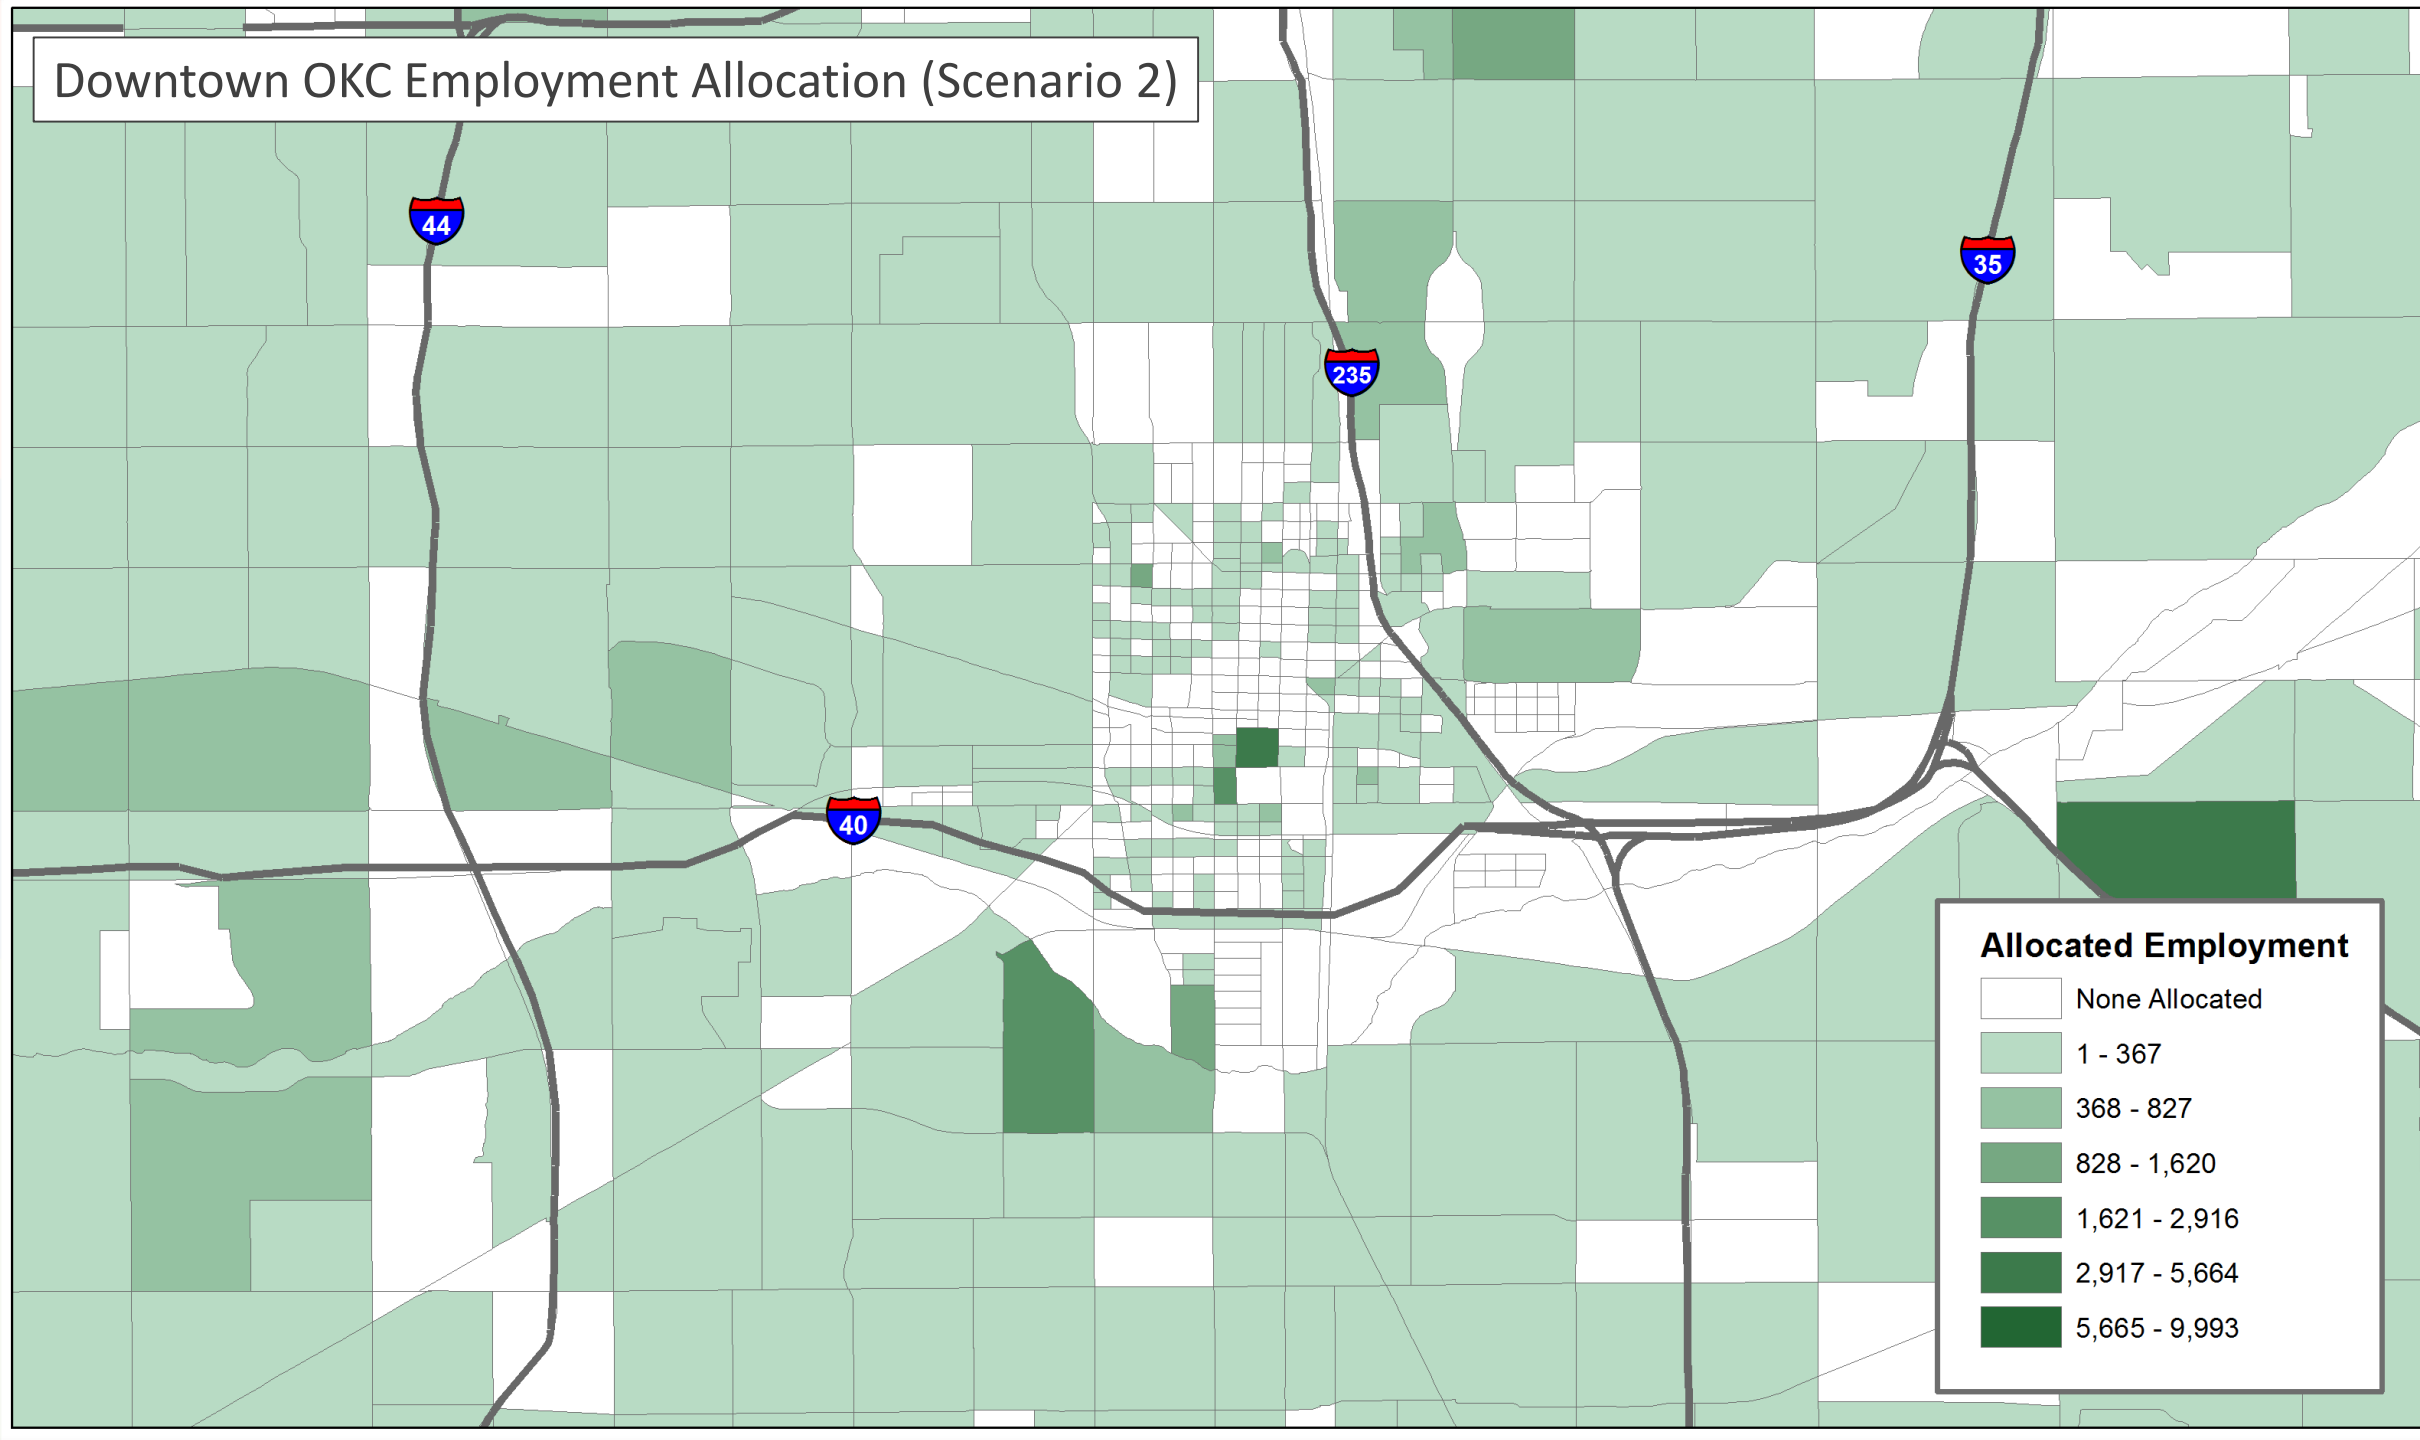 Downtown OKC Employment Allocation (Scenario 2)
44
35
235
40
Allocated Employment
None Allocated
1 - 367
368 - 827
828 - 1,620
1,621 - 2,916
2,917 - 5,664
5,665 - 9,993